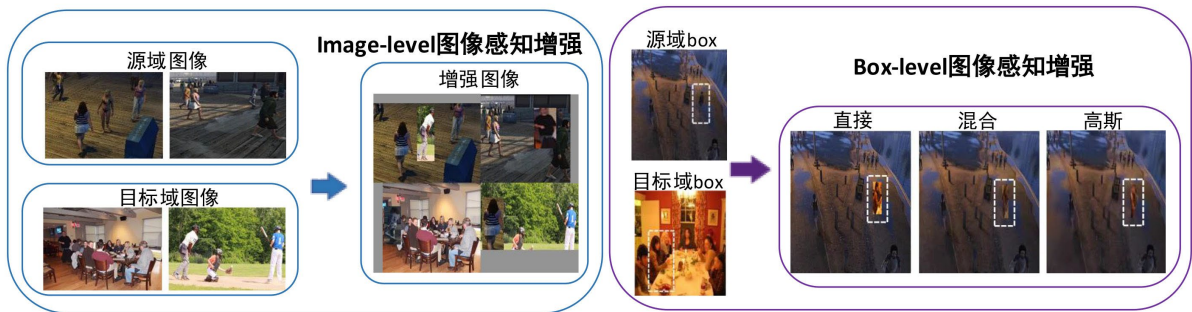 Image-level图像感知增强
源域图像
目标域图像
增强图像
Box-level图像感知增强
源域box
目标域box
直接
混合
高斯